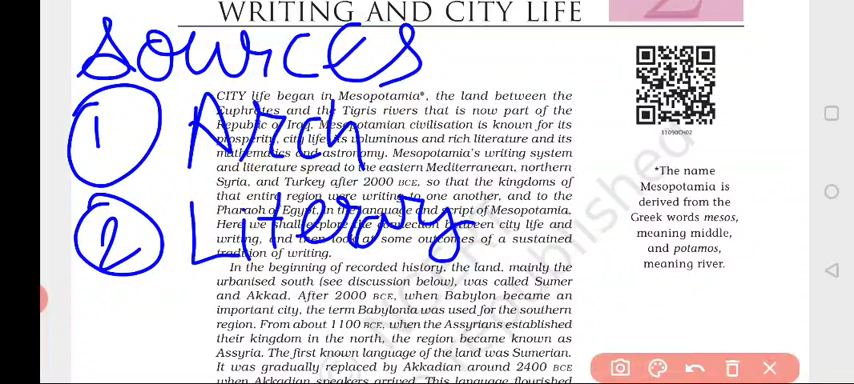 WRITING AND CITY LIFE
2
Sources
1 Arch
2 Literary
CITY life began in Mesopotamia*, the land between the
Euphrates and the Tigris rivers that is now part of the
Republic of Iraq. Mesopotamian civilisation is known for its
prosperity, city life, its voluminous and rich literature and its
mathematics and astronomy. Mesopotamia's writing system
and literature spread to the eastern Mediterranean, northern
Syria, and Turkey after 2000 BCE, so that the kingdoms of
that entire region were writing to one another, and to the
Pharaoh of Egypt, in the language and script of Mesopotamia.
Here we shall explore the connection between city life and
writing, and then look at some outcomes of a sustained
tradition of writing.
In the beginning of recorded history, the land, mainly the
urbanised south (see discussion below), was called Sumer
and Akkad. After 2000 BCE, when Babylon became an
important city, the term Babylonia was used for the southern
region. From about 1100 BCE, when the Assyrians established
their kingdom in the north, the region became known as
Assyria. The first known language of the land was Sumerian.
It was gradually replaced by Akkadian around 2400 BCE
when Akkadian speakers arrived. This language flourished
11090CH02
*The name
Mesopotamia is
derived from the
Greek words mesos,
meaning middle,
and potamos,
meaning river.